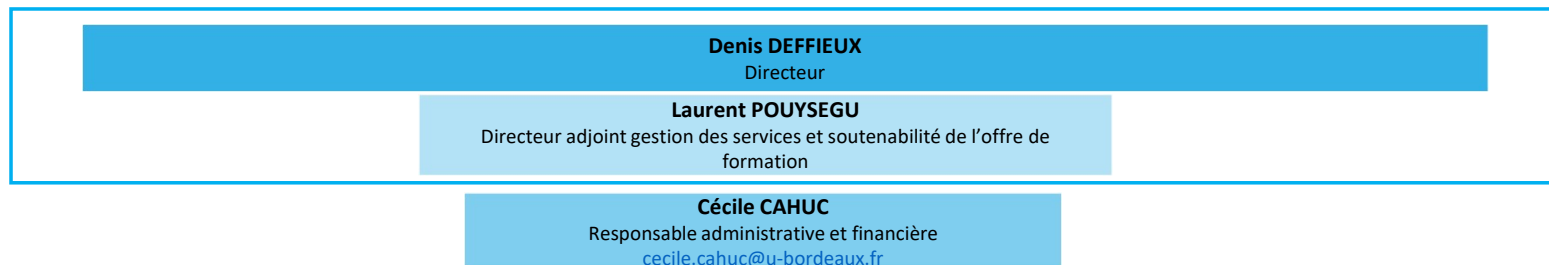 Denis DEFFIEUX
Directeur
Laurent POUYSEGU
Directeur adjoint gestion des services et soutenabilité de l’offre de
formation
Cécile CAHUC
Responsable administrative et financière
cecile.cahuc@u-bordeaux.fr